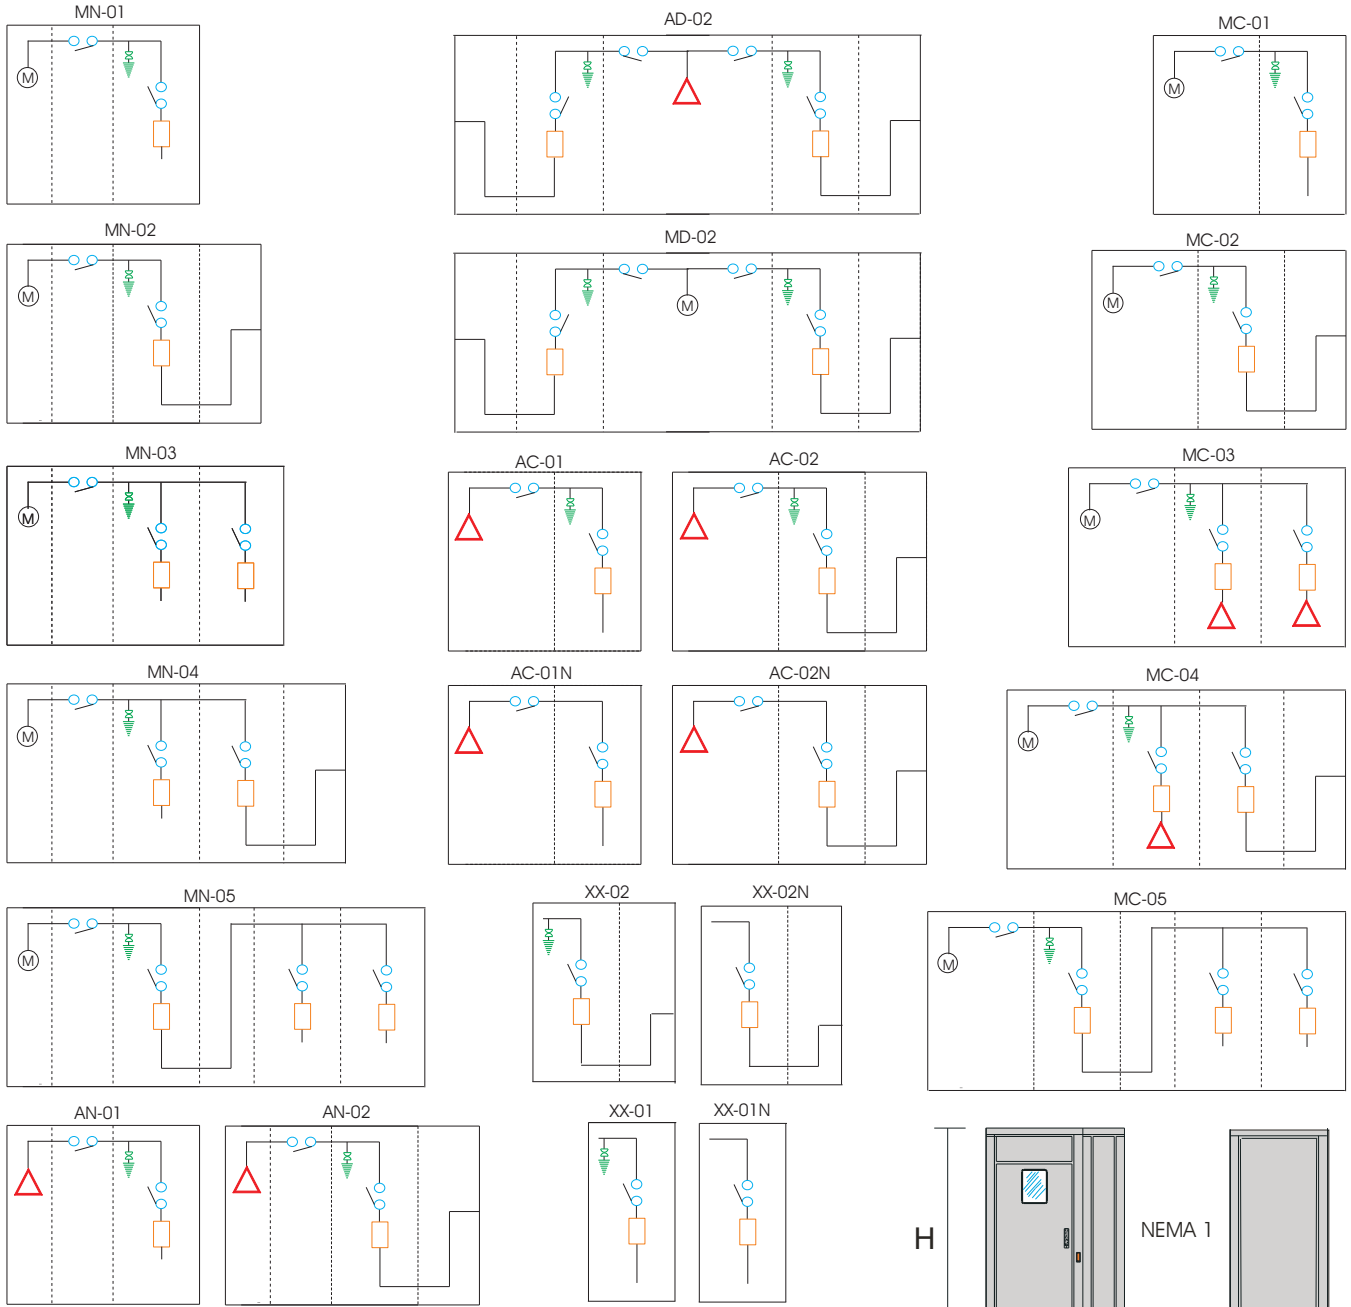 MN-01
AD-02
MC-01
M
M
MN-02
MD-02
MC-02
M
M
M
MN-03
AC-01
AC-02
MC-03
M
M
MN-04
AC-01N
AC-02N
MC-04
M
M
MN-05
XX-02
XX-02N
MC-05
M
M
AN-01
AN-02
XX-01
XX-01N
H
NEMA 1